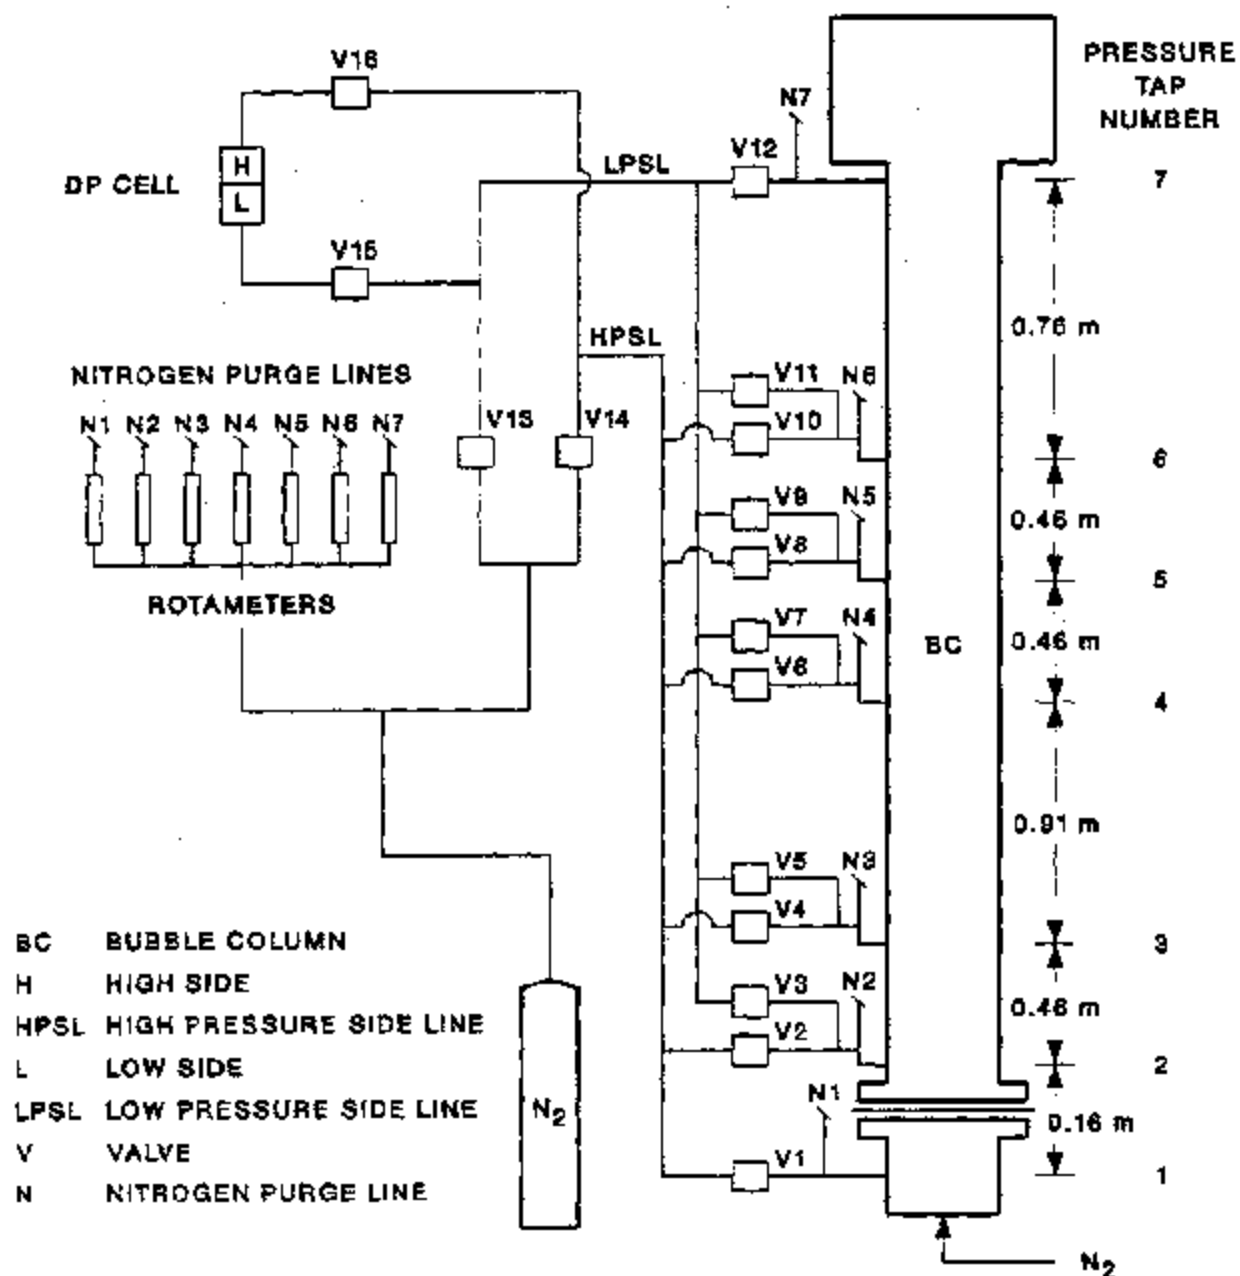 V16
PRESSURE
TAP
NUMBER
N7
V12
LPSL
7
H
DP CELL
L
V15
0.76 m
HPSL
NITROGEN PURGE LINES
V11
N6
N1 N2 N3 N4 N5 N6 N7
V13
V14
V10
6
V9
N5
0.46 m
V8
5
ROTAMETERS
V7
N4
BC
0.46 m
V6
4
0.91 m
V5
N3
V4
3
BC BUBBLE COLUMN
H HIGH SIDE
HPSL HIGH PRESSURE SIDE LINE
L LOW SIDE
LPSL LOW PRESSURE SIDE LINE
V VALVE
N NITROGEN PURGE LINE
V3
N2
0.46 m
V2
2
N2
N1
0.16 m
V1
1
N2